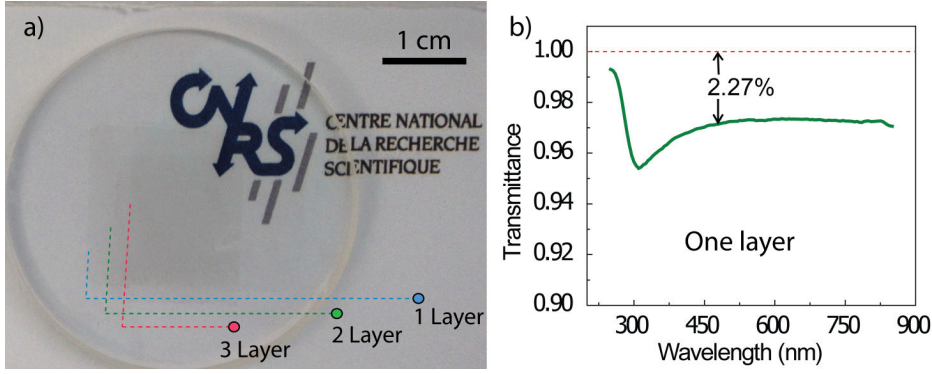 a)
1 cm
CNRS
CENTRE NATIONAL
DE LA RECHERCHE
SCIENTIFIQUE
1 Layer
2 Layer
3 Layer
b)
Transmittance
1.00
0.98
0.96
0.94
0.92
0.90
2.27%
One layer
300
450
600
750
900
Wavelength (nm)